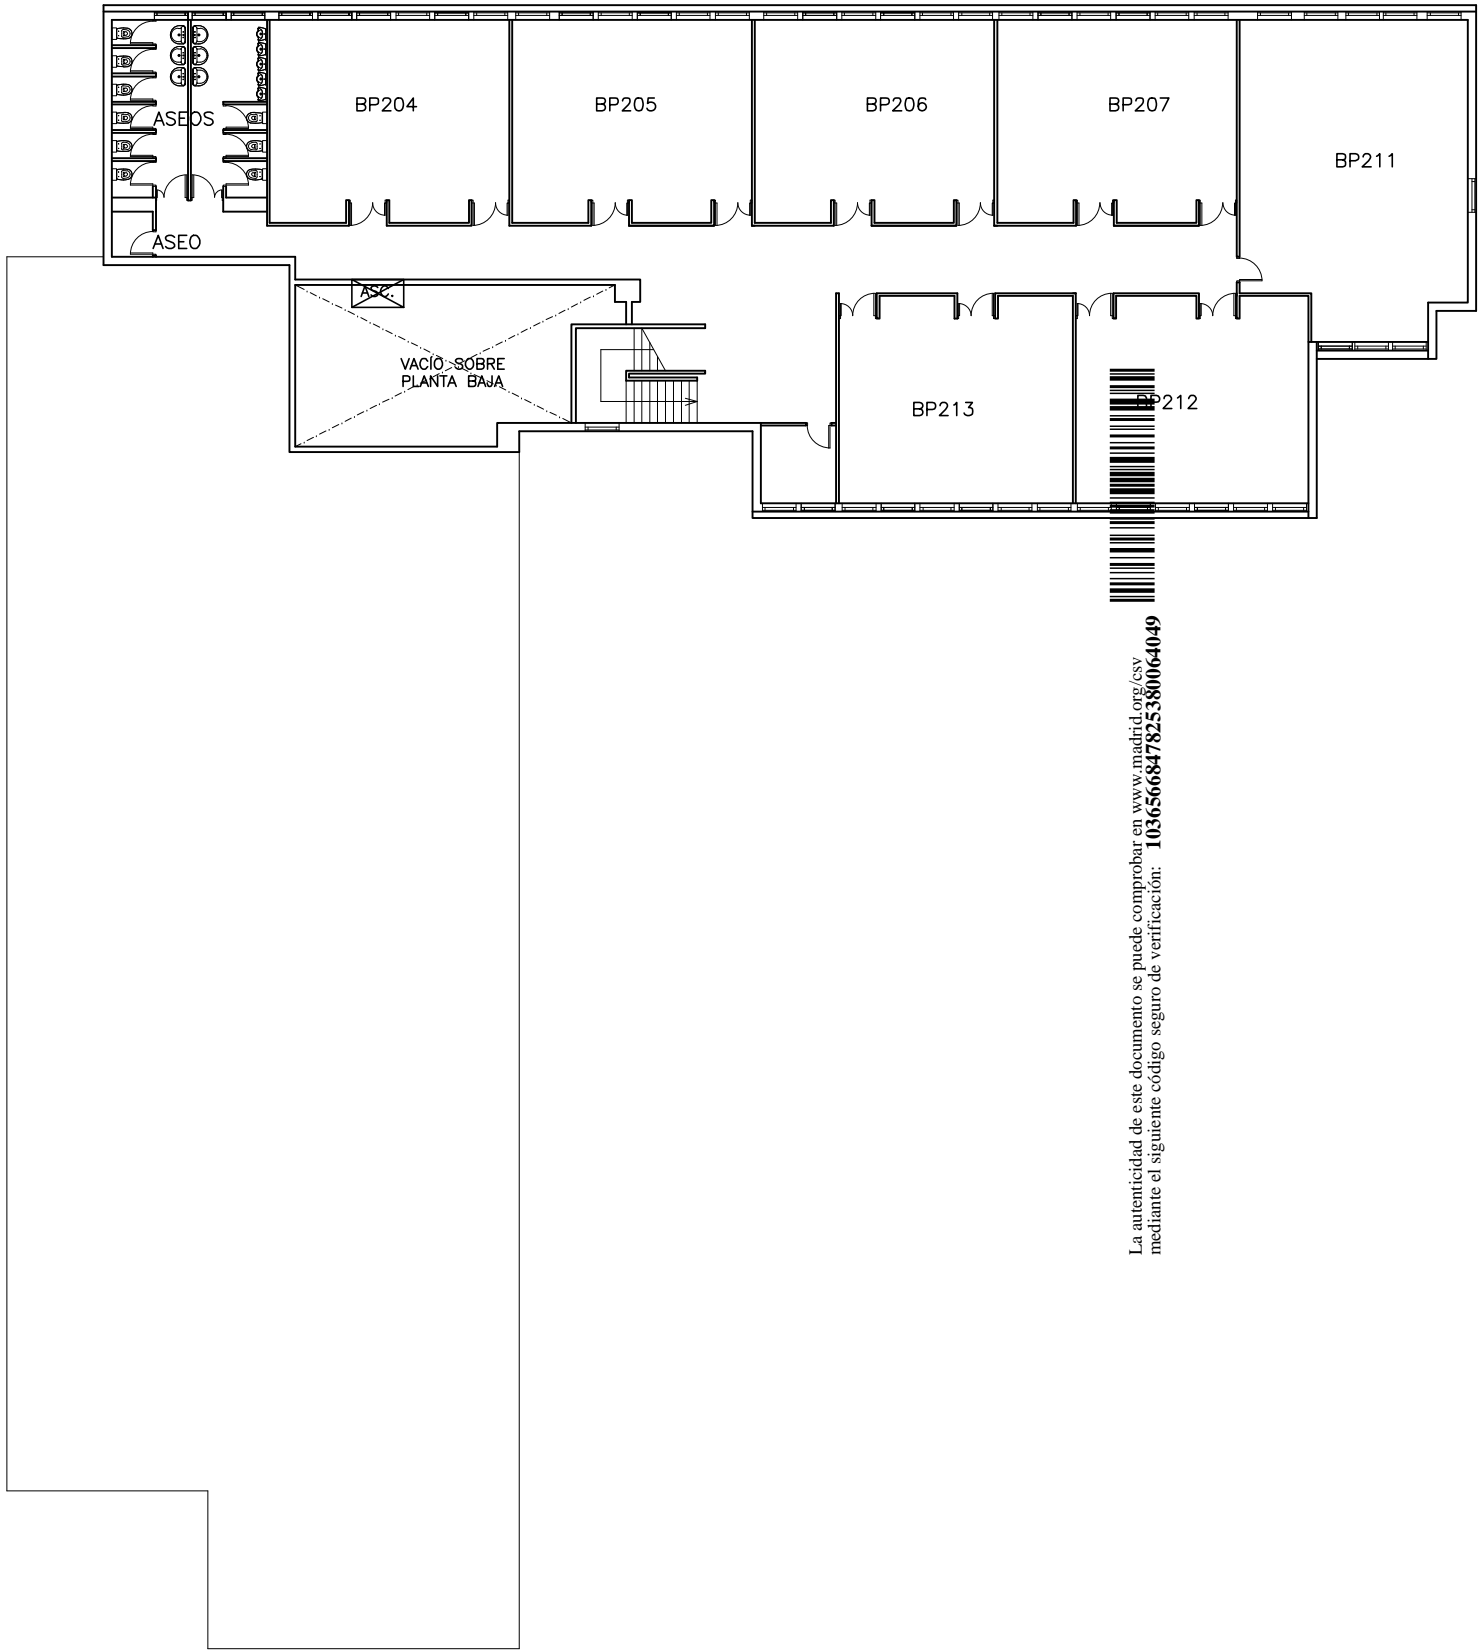 BP204
BP205
BP206
BP207
BP211
ASEOS
ASEO
ASC.
VACÍO SOBRE
PLANTA BAJA
BP213
BP212
La autenticidad de este documento se puede comprobar en www.madrid.org/csv
mediante el siguiente código seguro de verificación: 1036566847825380064049